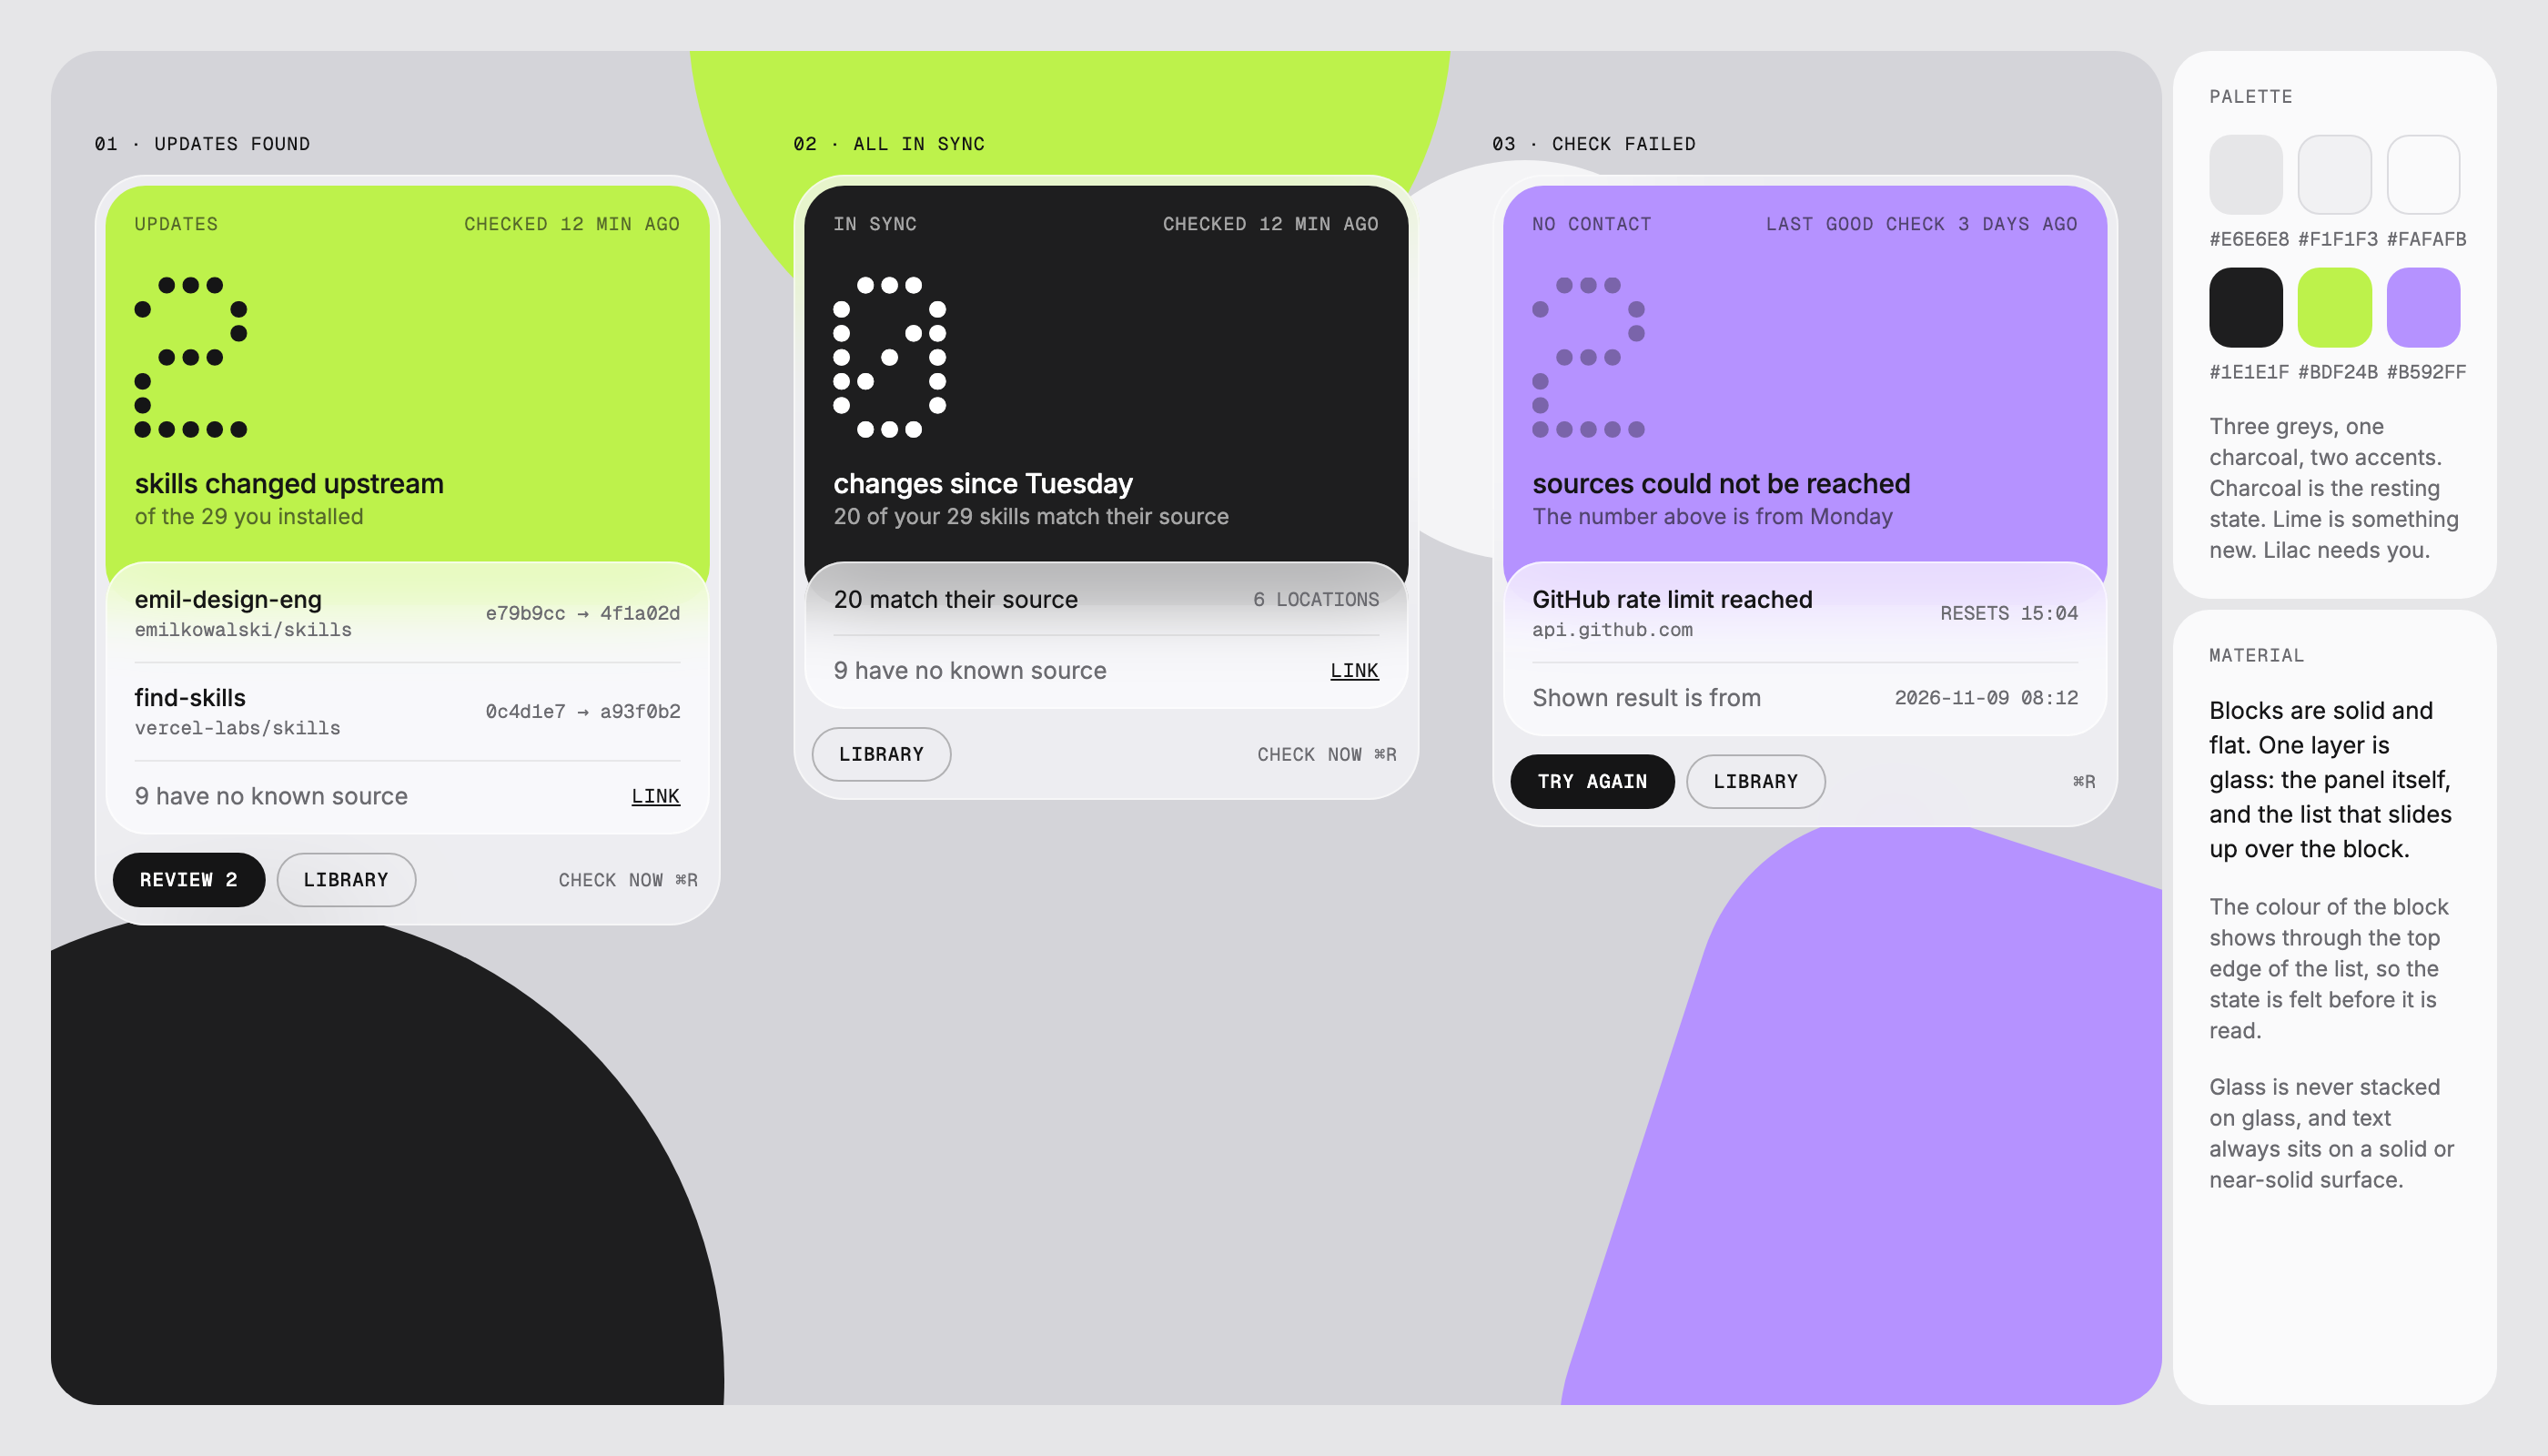 01 · UPDATES FOUND
UPDATES
CHECKED 12 MIN AGO
2
skills changed upstream
of the 29 you installed
emil-design-eng
emilkowalski/skills
e79b9cc → 4f1a02d
find-skills
vercel-labs/skills
0c4d1e7 → a93f0b2
9 have no known source
LINK
REVIEW 2
LIBRARY
CHECK NOW ⌘R
02 · ALL IN SYNC
IN SYNC
CHECKED 12 MIN AGO
0
changes since Tuesday
20 of your 29 skills match their source
20 match their source
6 LOCATIONS
9 have no known source
LINK
LIBRARY
CHECK NOW ⌘R
03 · CHECK FAILED
NO CONTACT
LAST GOOD CHECK 3 DAYS AGO
2
sources could not be reached
The number above is from Monday
GitHub rate limit reached
api.github.com
RESETS 15:04
Shown result is from
2026-11-09 08:12
TRY AGAIN
LIBRARY
⌘R
PALETTE
#E6E6E8 #F1F1F3 #FAFAFB
#1E1E1F #BDF24B #B592FF
Three greys, one
charcoal, two accents.
Charcoal is the resting
state. Lime is something
new. Lilac needs you.
MATERIAL
Blocks are solid and
flat. One layer is
glass: the panel itself,
and the list that slides
up over the block.
The colour of the block
shows through the top
edge of the list, so the
state is felt before it is
read.
Glass is never stacked
on glass, and text
always sits on a solid or
near-solid surface.